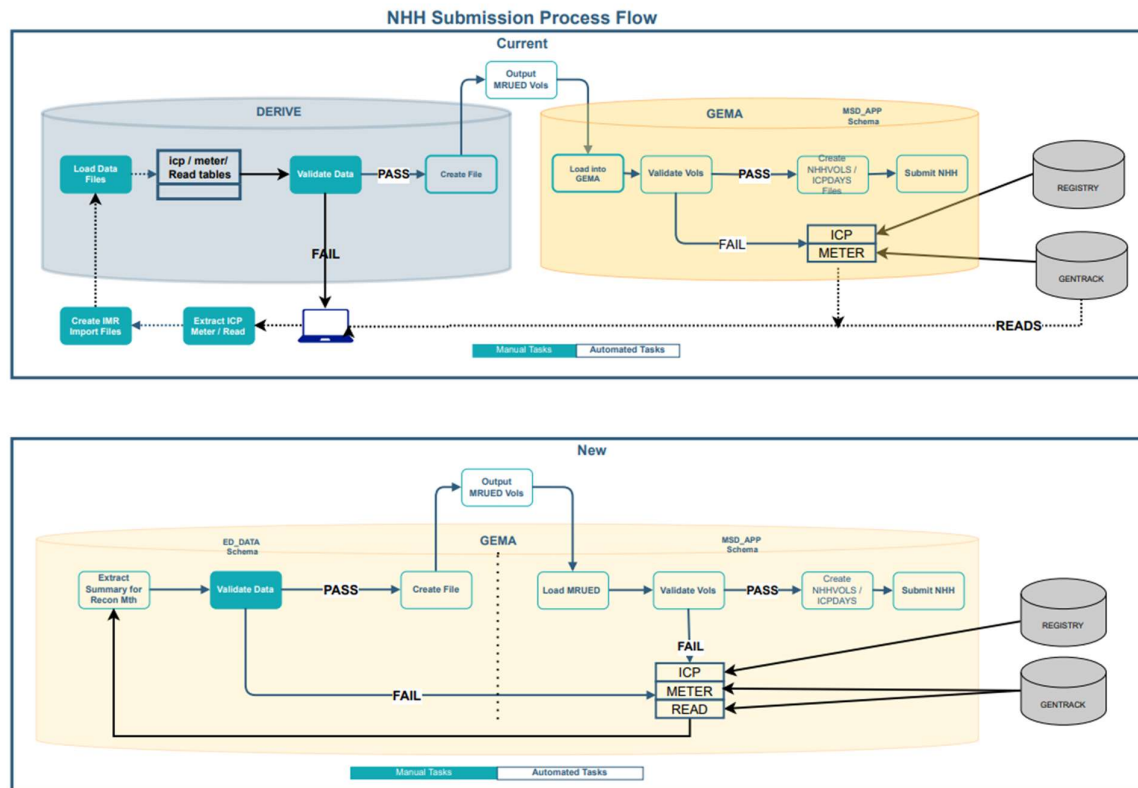 NHH Submission Process Flow
Current
Output
MRUED Vols
DERIVE
GEMA
MSD_APP
Schema
Load Data
Files
icp / meter/
Read tables
Validate Data
PASS
Create File
Load into
GEMA
Validate Vols
PASS
Create
NHHVOLS /
ICPDAYS
Files
Submit NHH
REGISTRY
FAIL
FAIL
ICP
METER
GENTRACK
Create IMR
Import Files
Extract ICP
Meter / Read
READS
Manual Tasks
Automated Tasks
New
Output
MRUED Vols
ED_DATA
Schema
GEMA
MSD_APP
Schema
Extract
Summary for
Recon Mth
Validate Data
PASS
Create File
Load MRUED
Validate Vols
PASS
Create
NHHVOLS /
ICPDAYS
Submit NHH
REGISTRY
FAIL
ICP
FAIL
METER
READ
GENTRACK
Manual Tasks
Automated Tasks